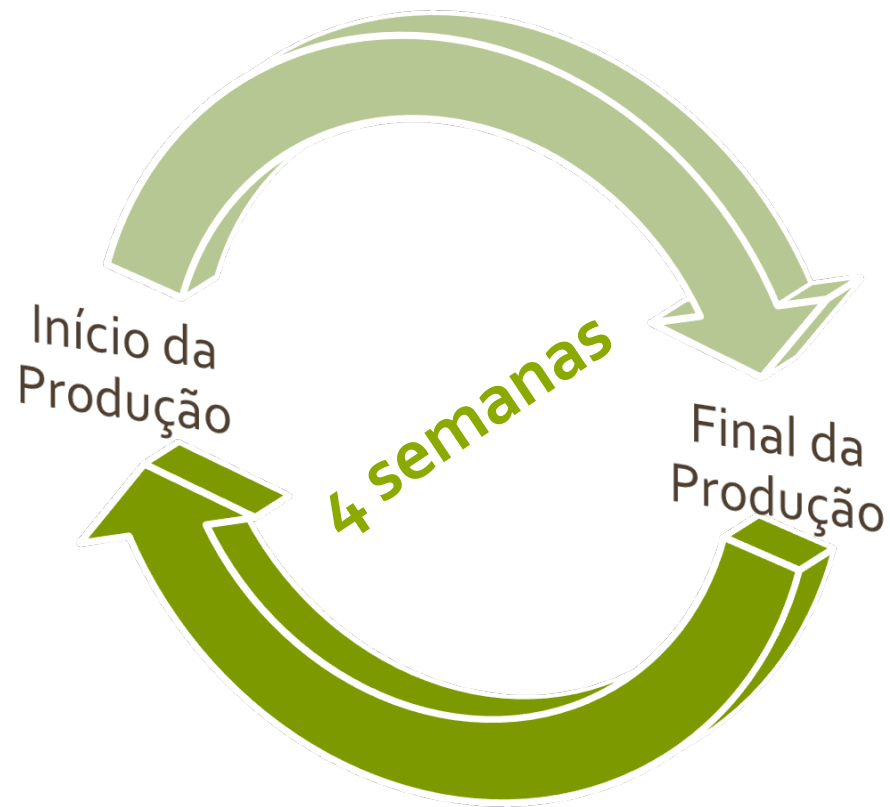 Início da
Produção
4 semanas
Final da
Produção